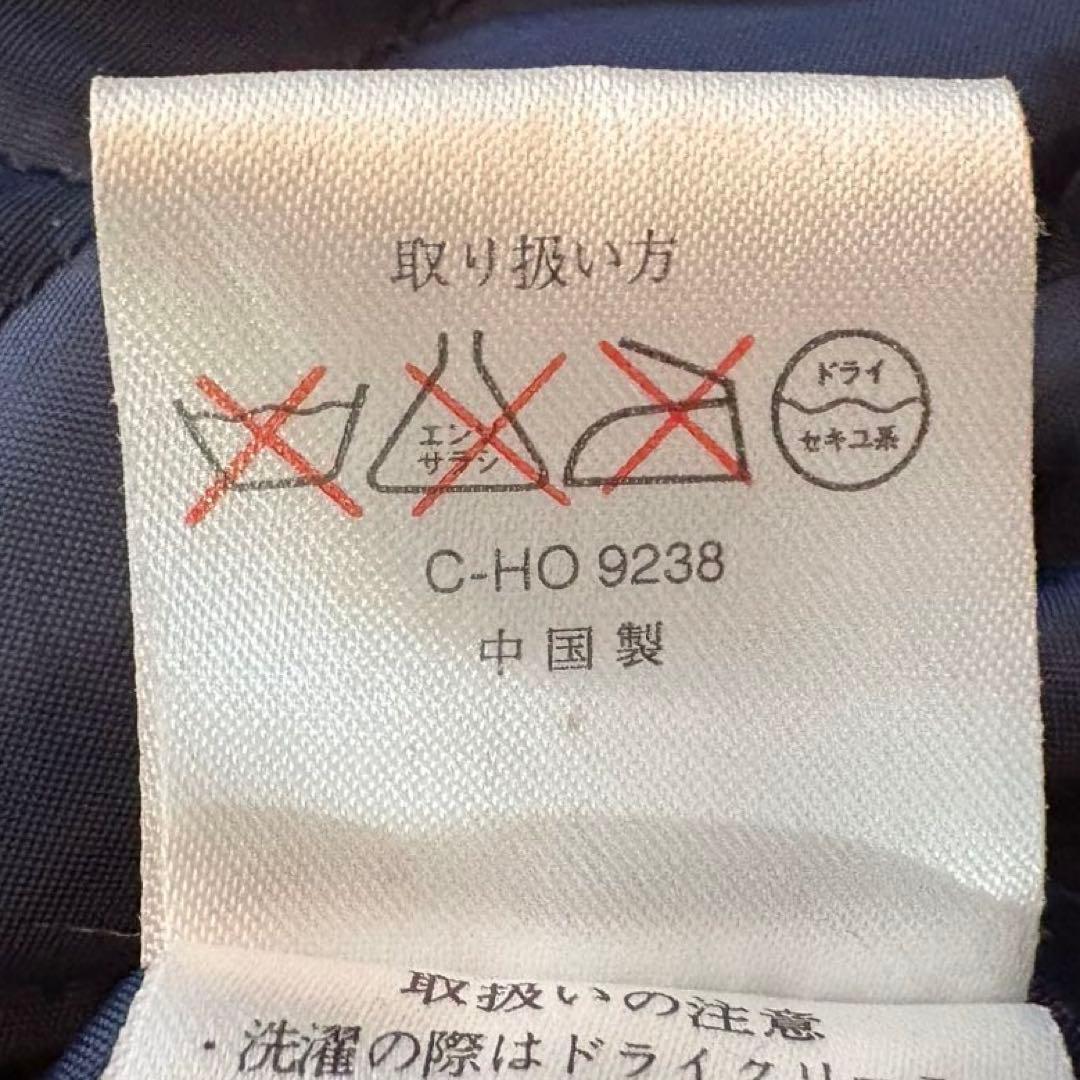 取り扱い方
エンソ
サラシ
ドライ
セキユ系
C-HO 9238
中国製
取扱いの注意
・洗濯の際はドライクリー